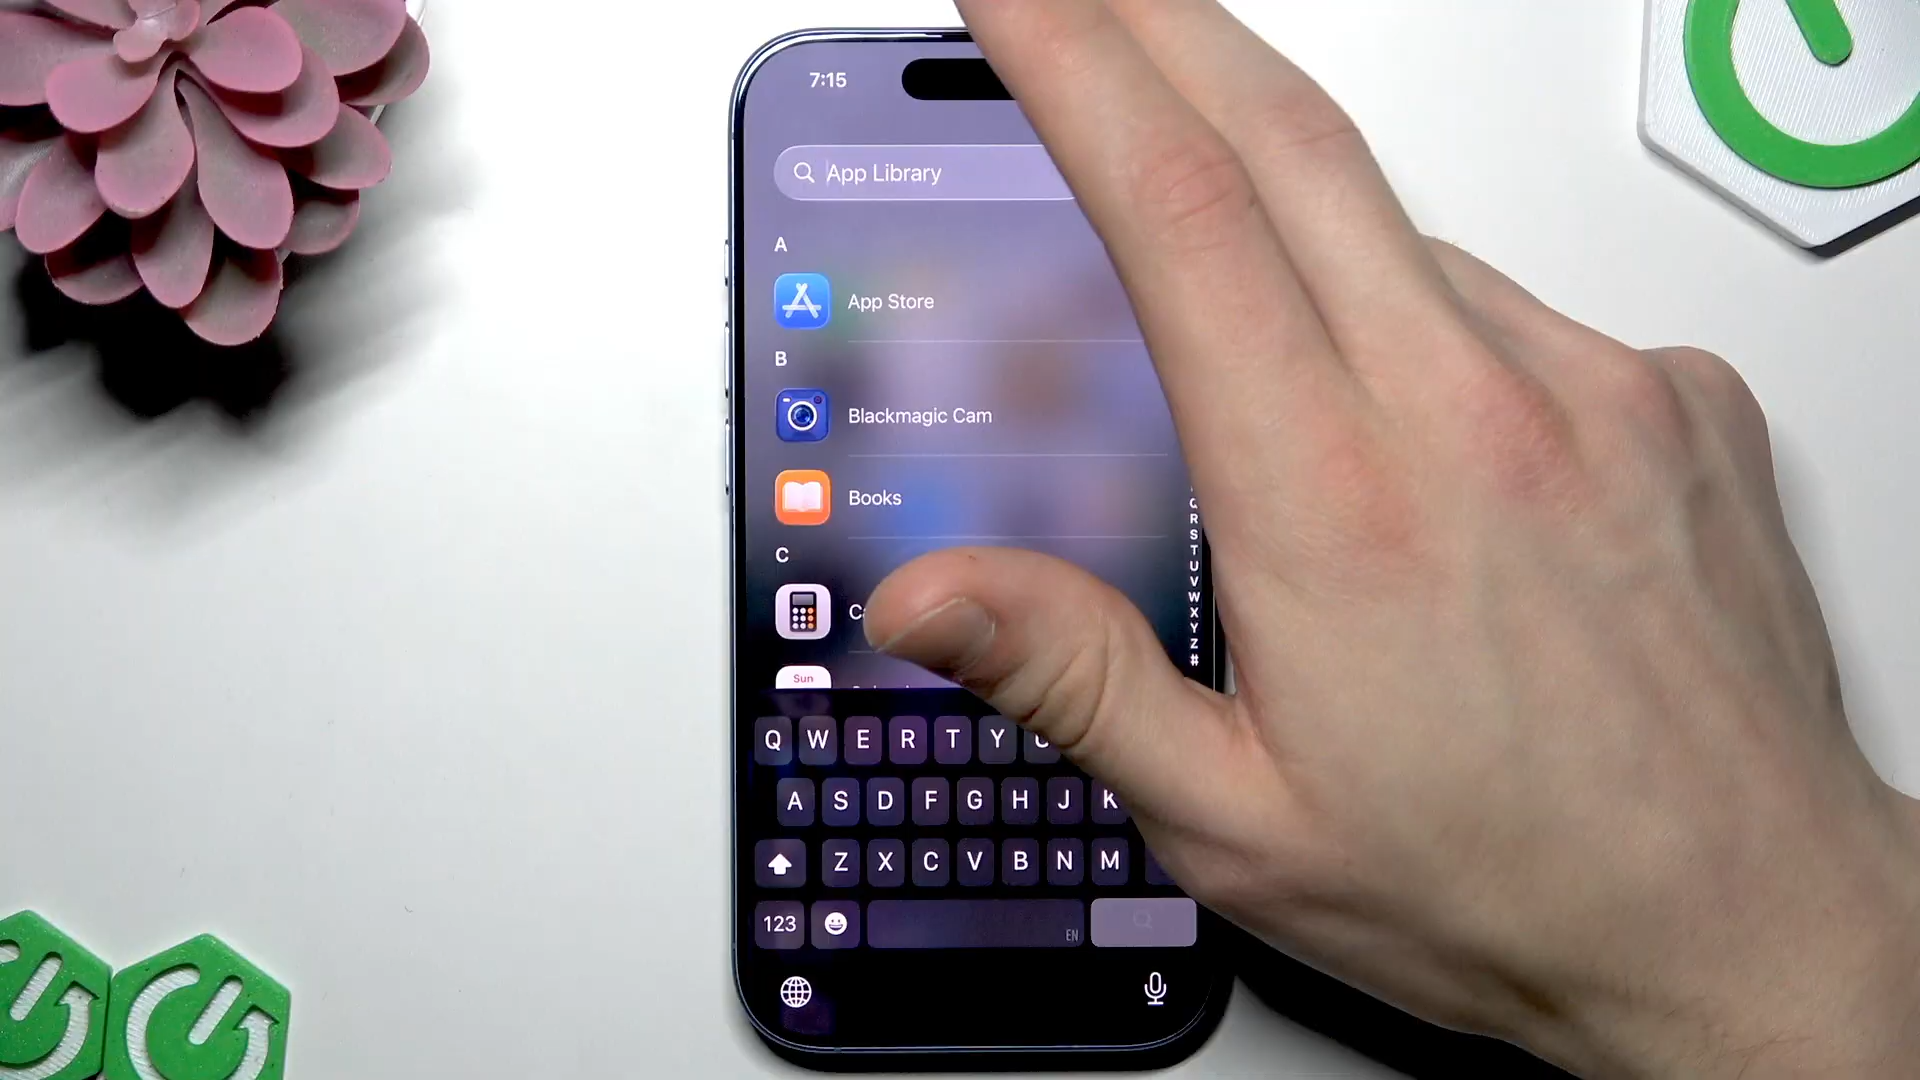 7:15
App Library
A
App Store
B
Blackmagic Cam
Books
C
Sun
Q
R
S
T
U
V
W
X
Y
Z
#
Q W E R T Y
A S D F G H J K
Z X C V B N M
123
EN